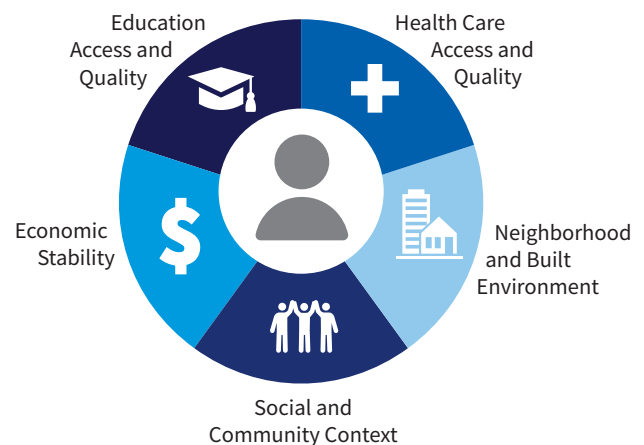 Education
Access and
Quality
Health Care
Access and
Quality
$
Economic
Stability
Neighborhood
and Built
Environment
Social and
Community Context